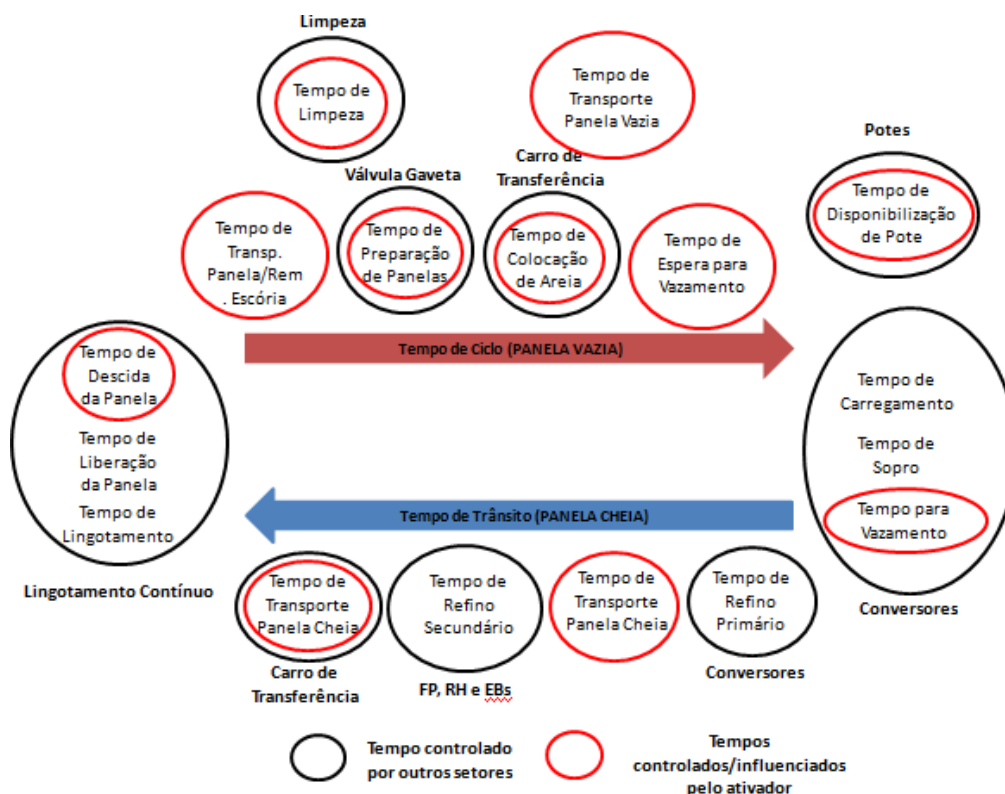 Limpeza
Tempo de
Limpeza
Tempo de
Transporte
Panela Vazia
Potes
Tempo de
Disponibilização
de Pote
Válvula Gaveta
Carro de
Transferência
Tempo de
Transp.
Panela/Rem
. Escória
Tempo de
Preparação
de Panelas
Tempo de
Colocação
de Areia
Tempo de
Espera para
Vazamento
Tempo de Ciclo (PANELA VAZIA)
Tempo de
Descida
da Panela
Tempo de
Liberação
da Panela
Tempo de
Lingotamento
Lingotamento Contínuo
Tempo de
Carregamento
Tempo de
Sopro
Tempo para
Vazamento
Conversores
Tempo de Trânsito (PANELA CHEIA)
Tempo de
Transporte
Panela Cheia
Carro de
Transferência
Tempo de
Refino
Secundário
FP, RH e EBs
Tempo de
Transporte
Panela Cheia
Tempo de
Refino
Primário
Conversores
Tempo controlado
por outros setores
Tempos
controlados/influenciados
pelo ativador